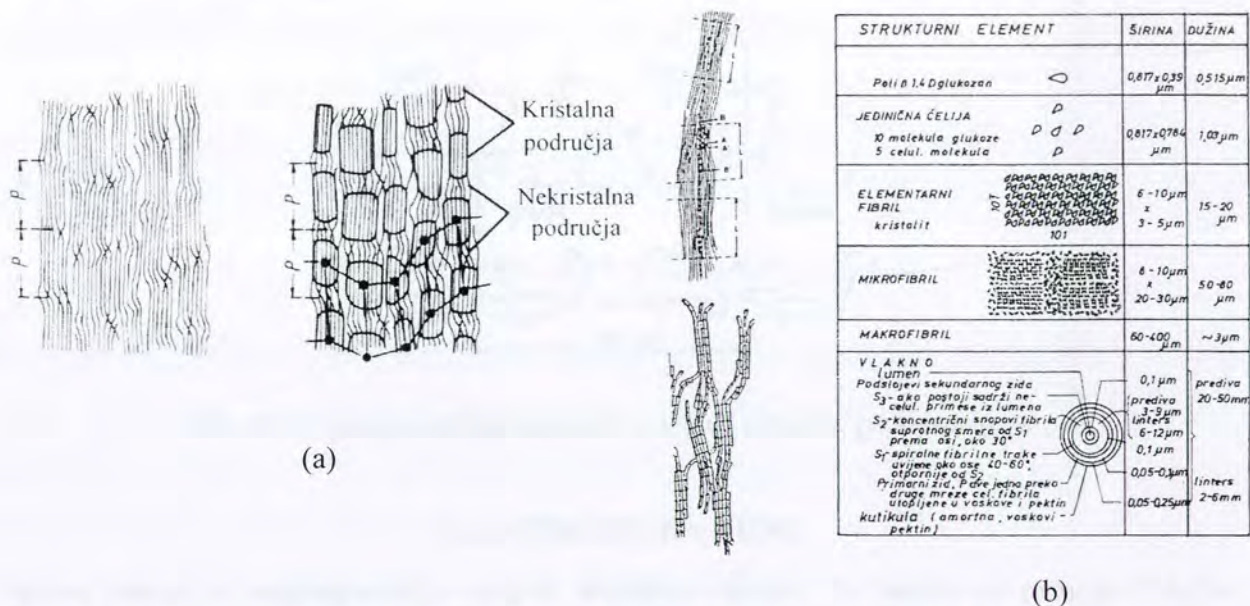 P
P
P
P
Kristalna
područja
Nekristalna
područja
(a)
STRUKTURNI ELEMENT ŠIRINA DUŽINA
Poli β 1.4 Dglukozan 0,817x0,39 µm 0,515µm
JEDINIČNA ĆELIJA
10 molekula glukoze
5 celul. molekula
0,817x0,784 µm
1,03µm
ELEMENTARNI
FIBRIL
kristalit
101
101
6-10µm
x
3-5µm
15-20
µm
MIKROFIBRIL
8-10µm
x
20-30µm
50-60
µm
MAKROFIBRIL 60-400 µm ~3µm
VLAKNO
lumen
Podslojevi sekundarnog zida
S3-ako postoji sadrži ne-
celul. primese iz lumena
S2-koncentrični snopovi fibrila
suprotnog smera od S1
prema osi, oko 30°
S1-spiralne fibrilne trake
uvijene oko ose 40-60°,
otpornije od S2
Primarni zid, P dve jedna preko
druge mreze cel. fibrila
utopljene u voskove i pektin
kutikula (amorfna, voskovi
pektin)
0,1µm
prediva
3-9µm
linters
6-12µm
0,1µm
0,05-0,1µm
0,05-0,25µm
prediva
20-50mm
linters
2-6mm
(b)